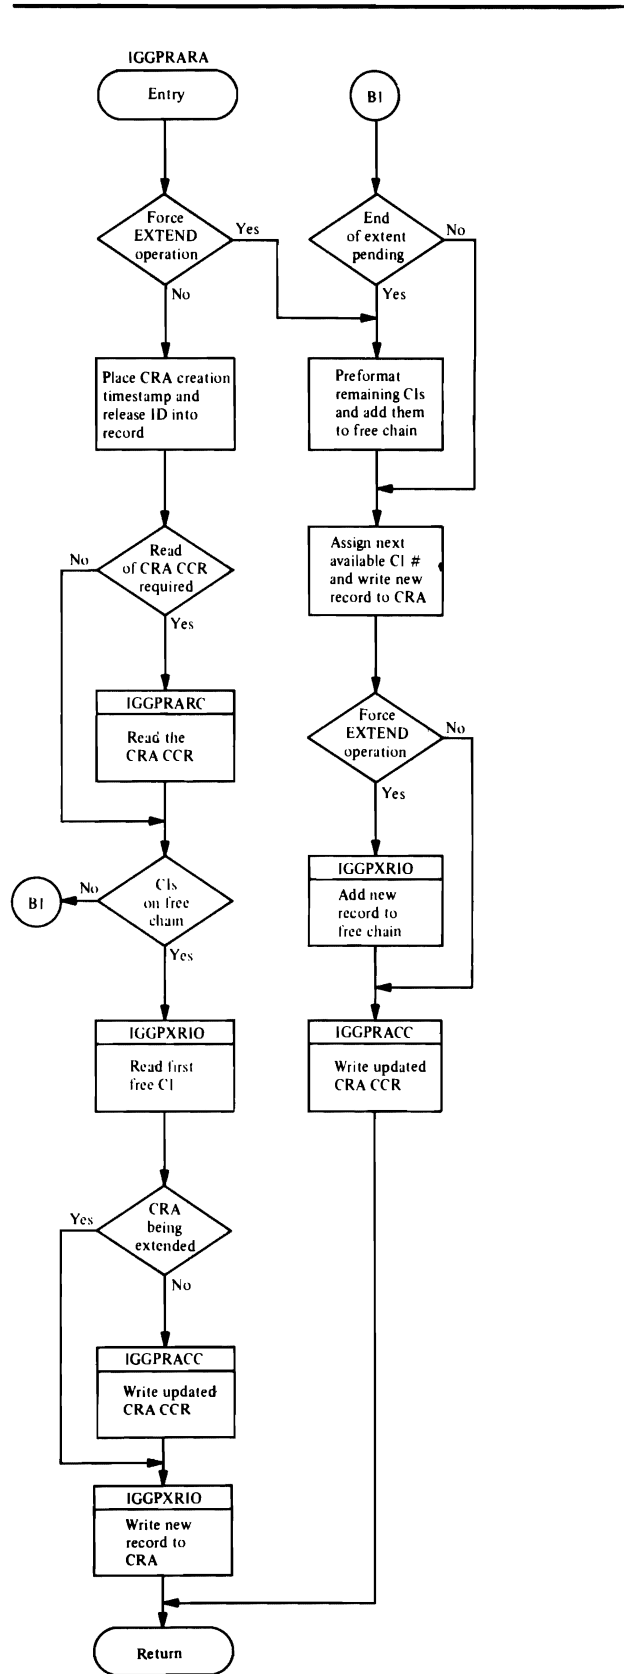 IGGPRARA
Entry
Force
EXTEND
operation
Yes
No
Place CRA creation
timestamp and
release ID into
record
Read
of CRA CCR
required
No
Yes
IGGPRARC
Read the
CRA CCR
CIs
on free
chain
No
B1
Yes
IGGPXRIO
Read first
free CI
CRA
being
extended
Yes
No
IGGPRACC
Write updated
CRA CCR
IGGPXRIO
Write new
record to
CRA
Return
B1
End
of extent
pending
No
Yes
Preformat
remaining CIs
and add them
to free chain
Assign next
available CI #
and write new
record to CRA
Force
EXTEND
operation
No
Yes
IGGPXRIO
Add new
record to
free chain
IGGPRACC
Write updated
CRA CCR